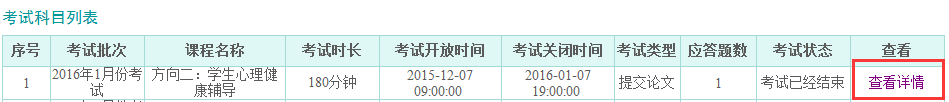 考试科目列表
序号 考试批次 课程名称 考试时长 考试开放时间 考试关闭时间 考试类型 应答题数 考试状态 查看
1 2016年1月份考试 方向二：学生心理健康辅导 180分钟 2015-12-07 09:00:00 2016-01-07 19:00:00 提交论文 1 考试已经结束 查看详情